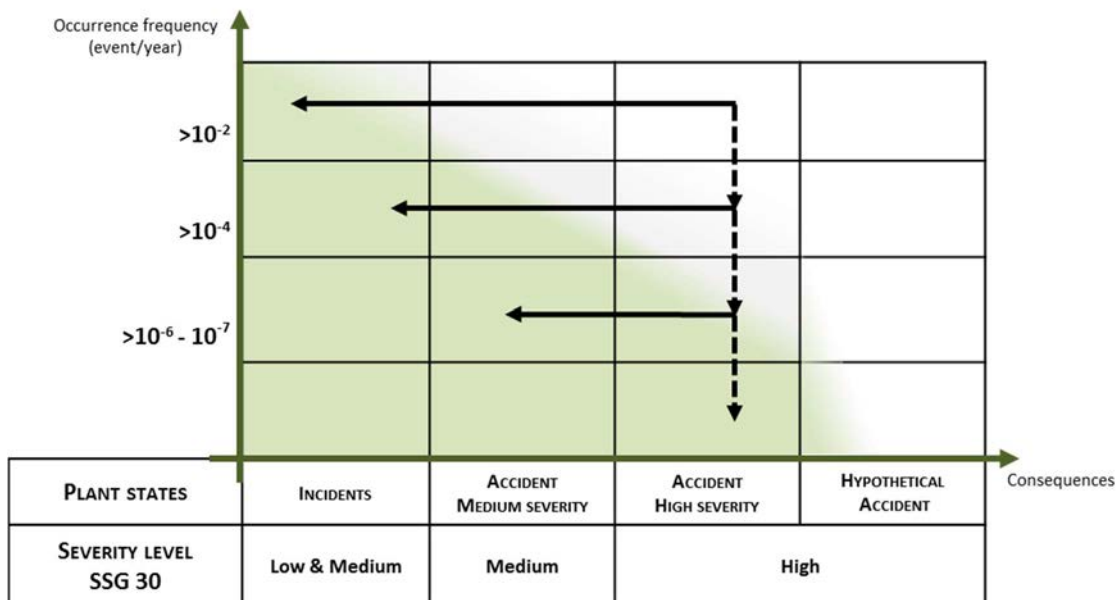 Occurrence frequency
(event/year)
>10⁻²
>10⁻⁴
>10⁻⁶ - 10⁻⁷
Consequences
PLANT STATES
INCIDENTS
ACCIDENT
MEDIUM SEVERITY
ACCIDENT
HIGH SEVERITY
HYPOTHETICAL
ACCIDENT
SEVERITY LEVEL
SSG 30
Low & Medium
Medium
High